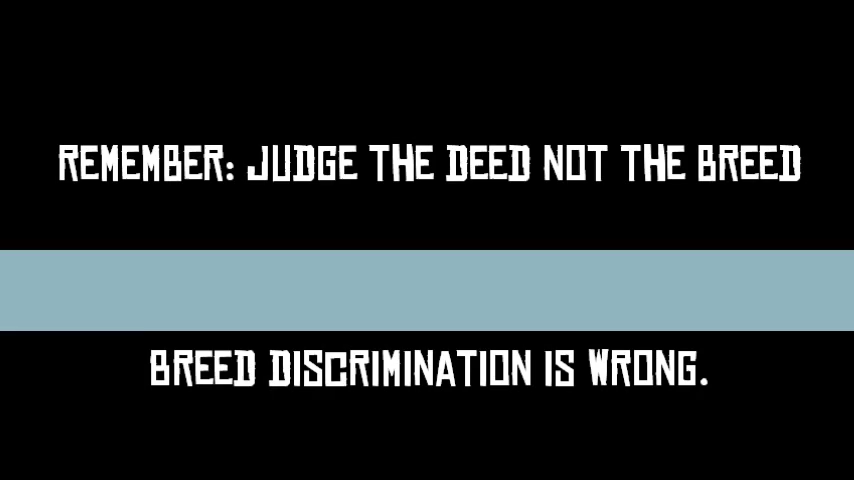 REMEMBER: JUDGE THE DEED NOT THE BREED
BREED DISCRIMINATION IS WRONG.